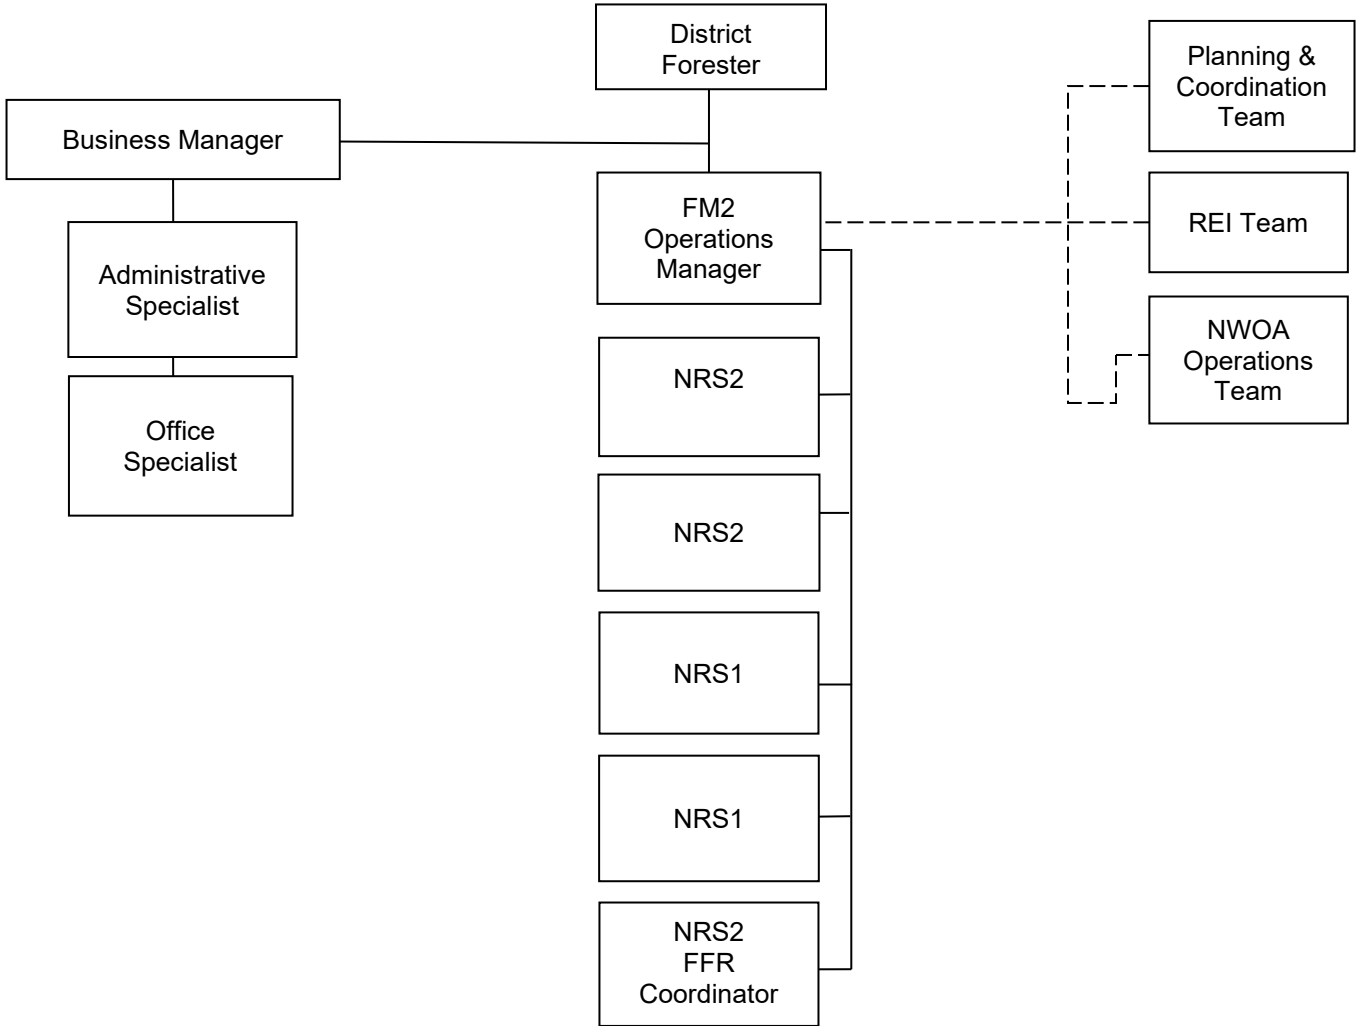 District
Forester
Planning &
Coordination
Team
Business Manager
FM2
Operations
Manager
REI Team
Administrative
Specialist
NWOA
Operations
Team
NRS2
Office
Specialist
NRS2
NRS1
NRS1
NRS2
FFR
Coordinator